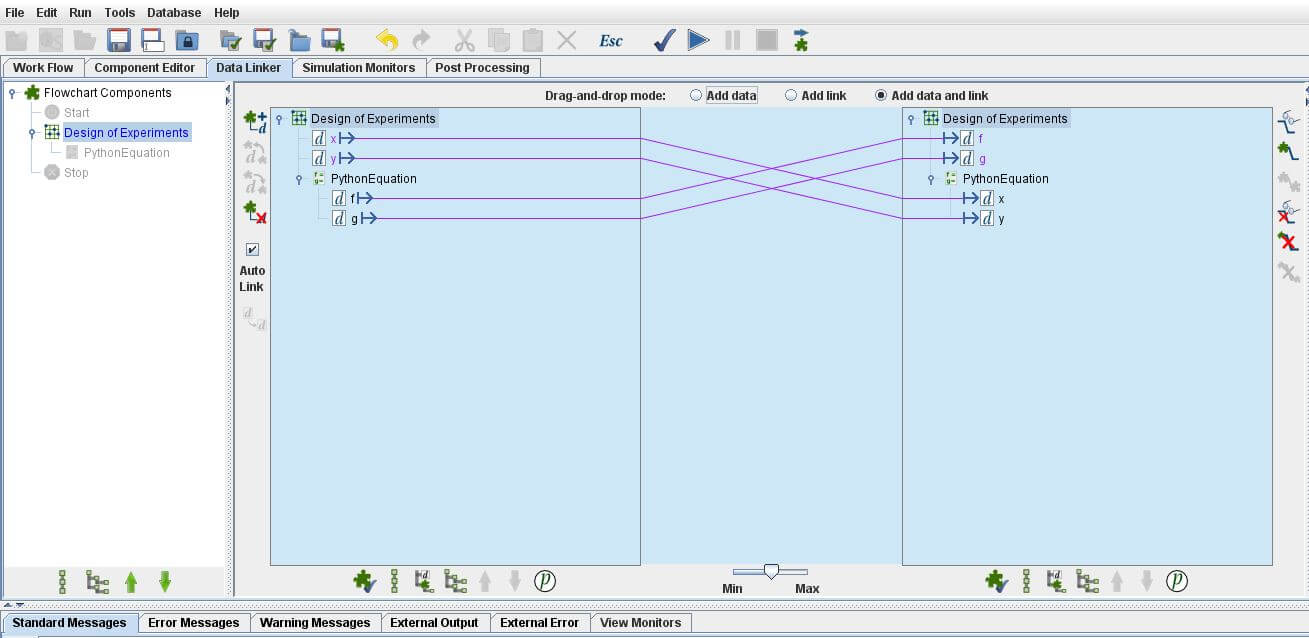 File Edit Run Tools Database Help
Esc
Work Flow Component Editor Data Linker Simulation Monitors Post Processing
Flowchart Components
Start
Design of Experiments
PythonEquation
Stop
Drag-and-drop mode: Add data Add link Add data and link
d
d
d
Auto
Link
d
d
Design of Experiments
d x
d y
PythonEquation
d f
d g
Design of Experiments
d f
d g
PythonEquation
d x
d y
d p
Min Max
d p
Standard Messages Error Messages Warning Messages External Output External Error View Monitors